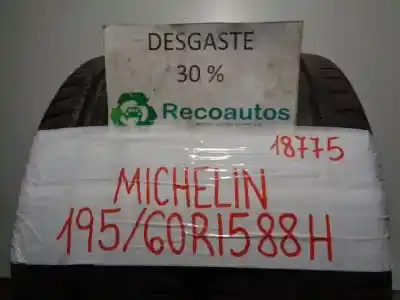 DESGASTE
30 %
Recoautos
18775
MICHELIN
195/60R1588H